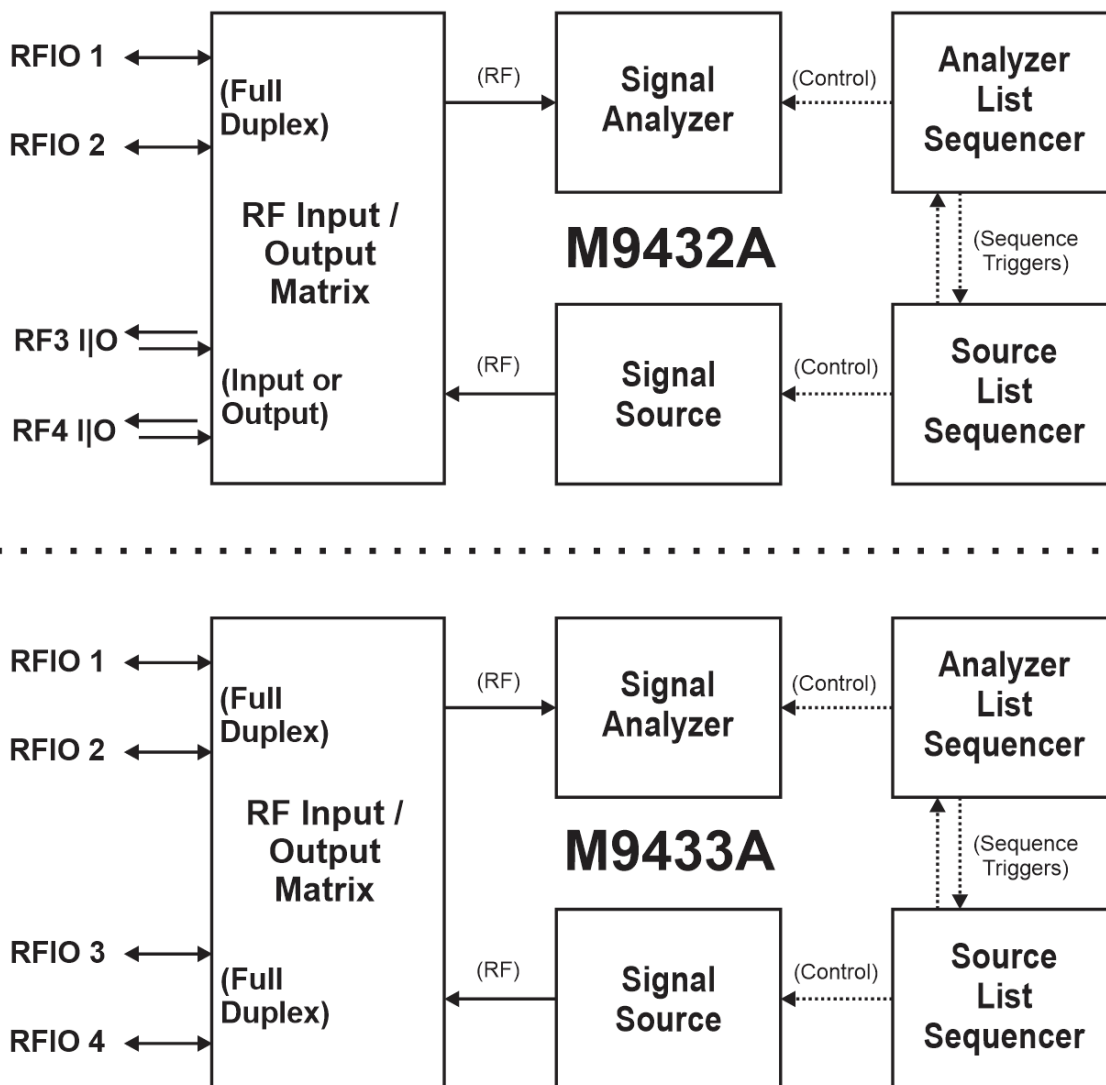 RFIO 1
RFIO 2
RF3 I|O
RF4 I|O
(Full
Duplex)
RF Input /
Output
Matrix
(Input or
Output)
(RF)
(RF)
Signal
Analyzer
M9432A
Signal
Source
(Control)
(Control)
Analyzer
List
Sequencer
(Sequence
Triggers)
Source
List
Sequencer
RFIO 1
RFIO 2
RFIO 3
RFIO 4
(Full
Duplex)
RF Input /
Output
Matrix
(Full
Duplex)
(RF)
(RF)
Signal
Analyzer
M9433A
Signal
Source
(Control)
(Control)
Analyzer
List
Sequencer
(Sequence
Triggers)
Source
List
Sequencer